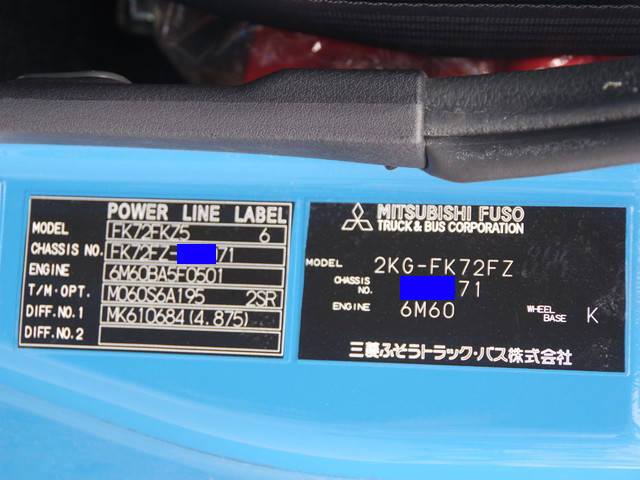 POWER LINE LABEL
MODEL FK72FKZ5 6
CHASSIS NO. FK72FZ- 71
ENGINE 6M60BA5F0501
T/M·OPT. M060S6A195 2SR
DIFF.NO.1 MK610684(4.875)
DIFF.NO.2
MITSUBISHI FUSO
TRUCK & BUS CORPORATION
MODEL 2KG-FK72FZ
CHASSIS NO. 71
ENGINE 6M60 WHEEL BASE K
三菱ふそうトラック・バス株式会社